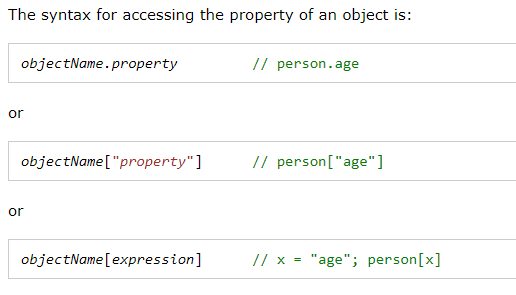 The syntax for accessing the property of an object is:
objectName.property // person.age
or
objectName["property"] // person["age"]
or
objectName[expression] // x = "age"; person[x]